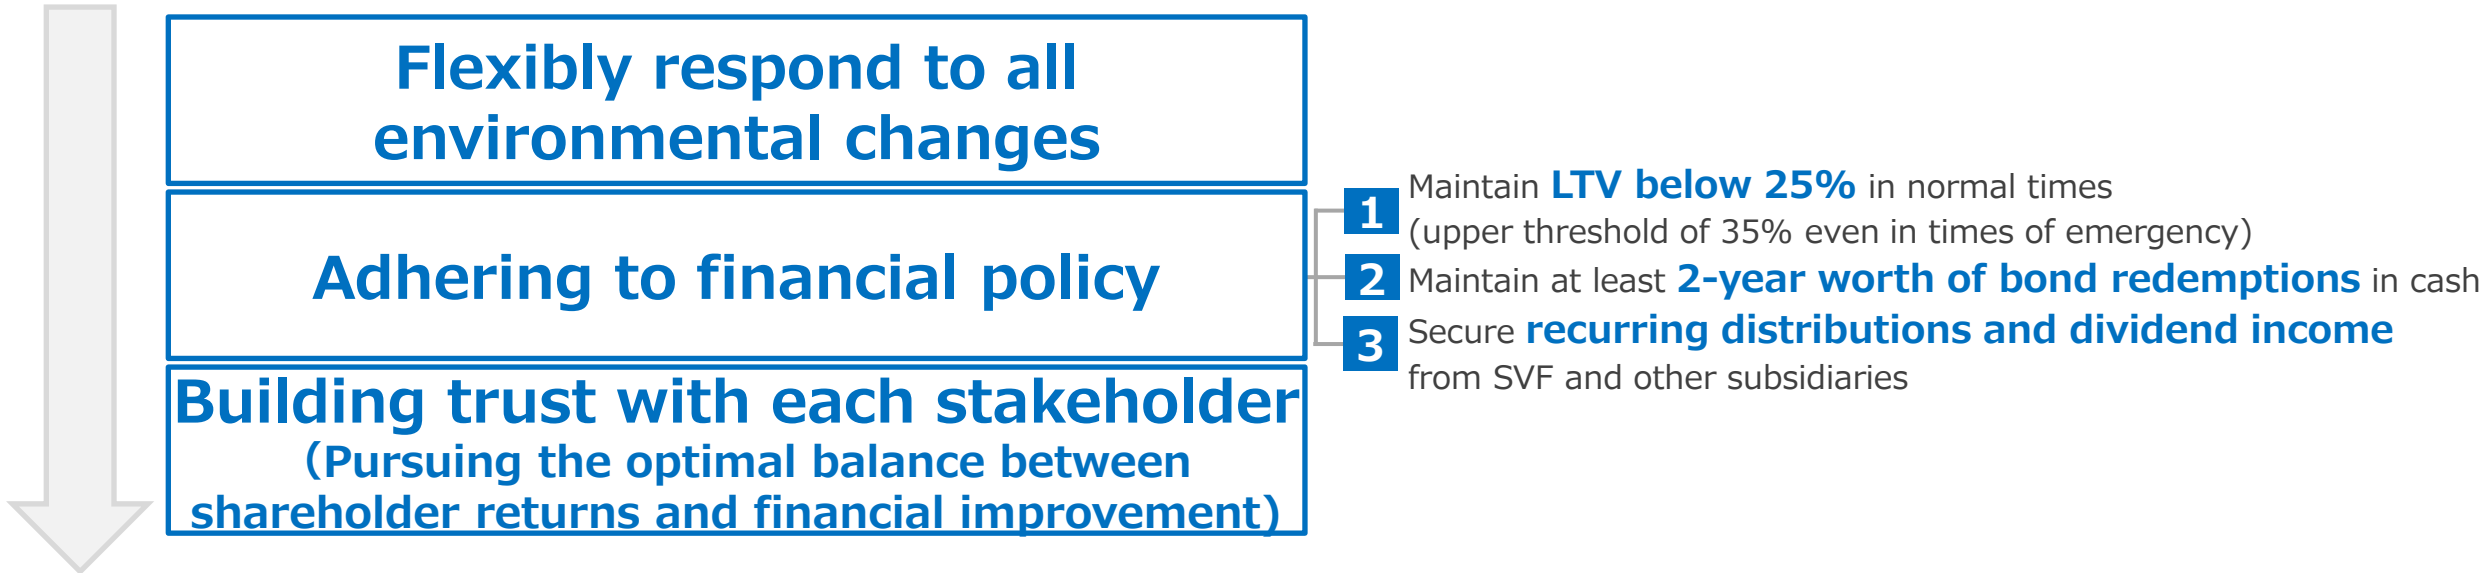 Flexibly respond to all
environmental changes
Adhering to financial policy
1 Maintain LTV below 25% in normal times
(upper threshold of 35% even in times of emergency)
2 Maintain at least 2-year worth of bond redemptions in cash
3 Secure recurring distributions and dividend income
from SVF and other subsidiaries
Building trust with each stakeholder
(Pursuing the optimal balance between
shareholder returns and financial improvement)